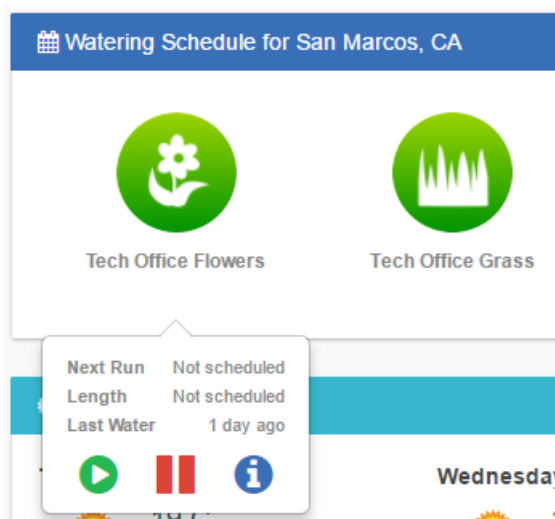 Watering Schedule for San Marcos, CA
Tech Office Flowers
Tech Office Grass
Next Run Not scheduled
Length Not scheduled
Last Water 1 day ago